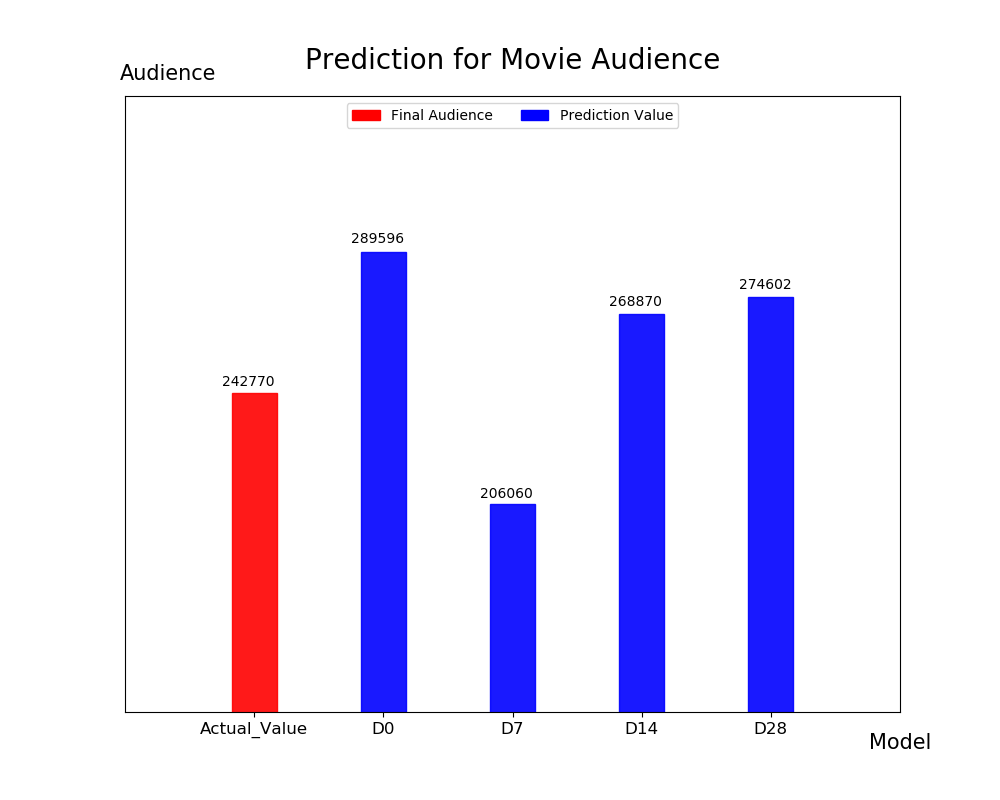 Prediction for Movie Audience
Audience
Final Audience
Prediction Value
289596
274602
268870
242770
206060
Actual_Value
D0
D7
D14
D28
Model